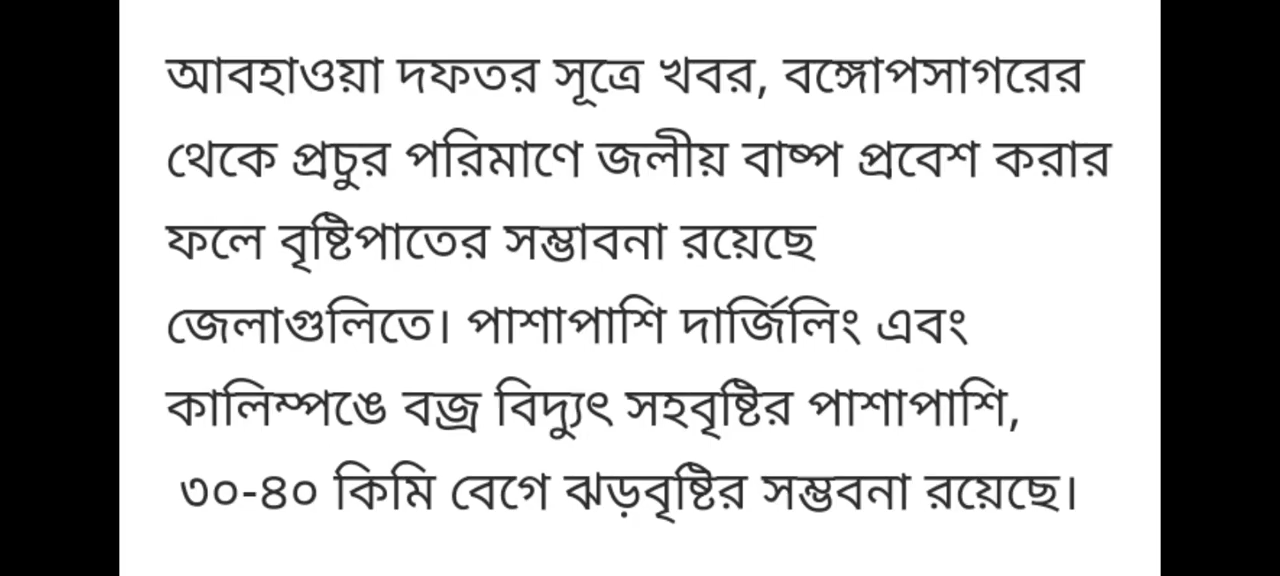 আবহাওয়া দফতর সূত্রে খবর, বঙ্গোপসাগরের
থেকে প্রচুর পরিমাণে জলীয় বাষ্প প্রবেশ করার
ফলে বৃষ্টিপাতের সম্ভাবনা রয়েছে
জেলাগুলিতে। পাশাপাশি দার্জিলিং এবং
কালিম্পঙে বজ্র বিদ্যুৎ সহবৃষ্টির পাশাপাশি,
৩০-৪০ কিমি বেগে ঝড়বৃষ্টির সম্ভবনা রয়েছে।